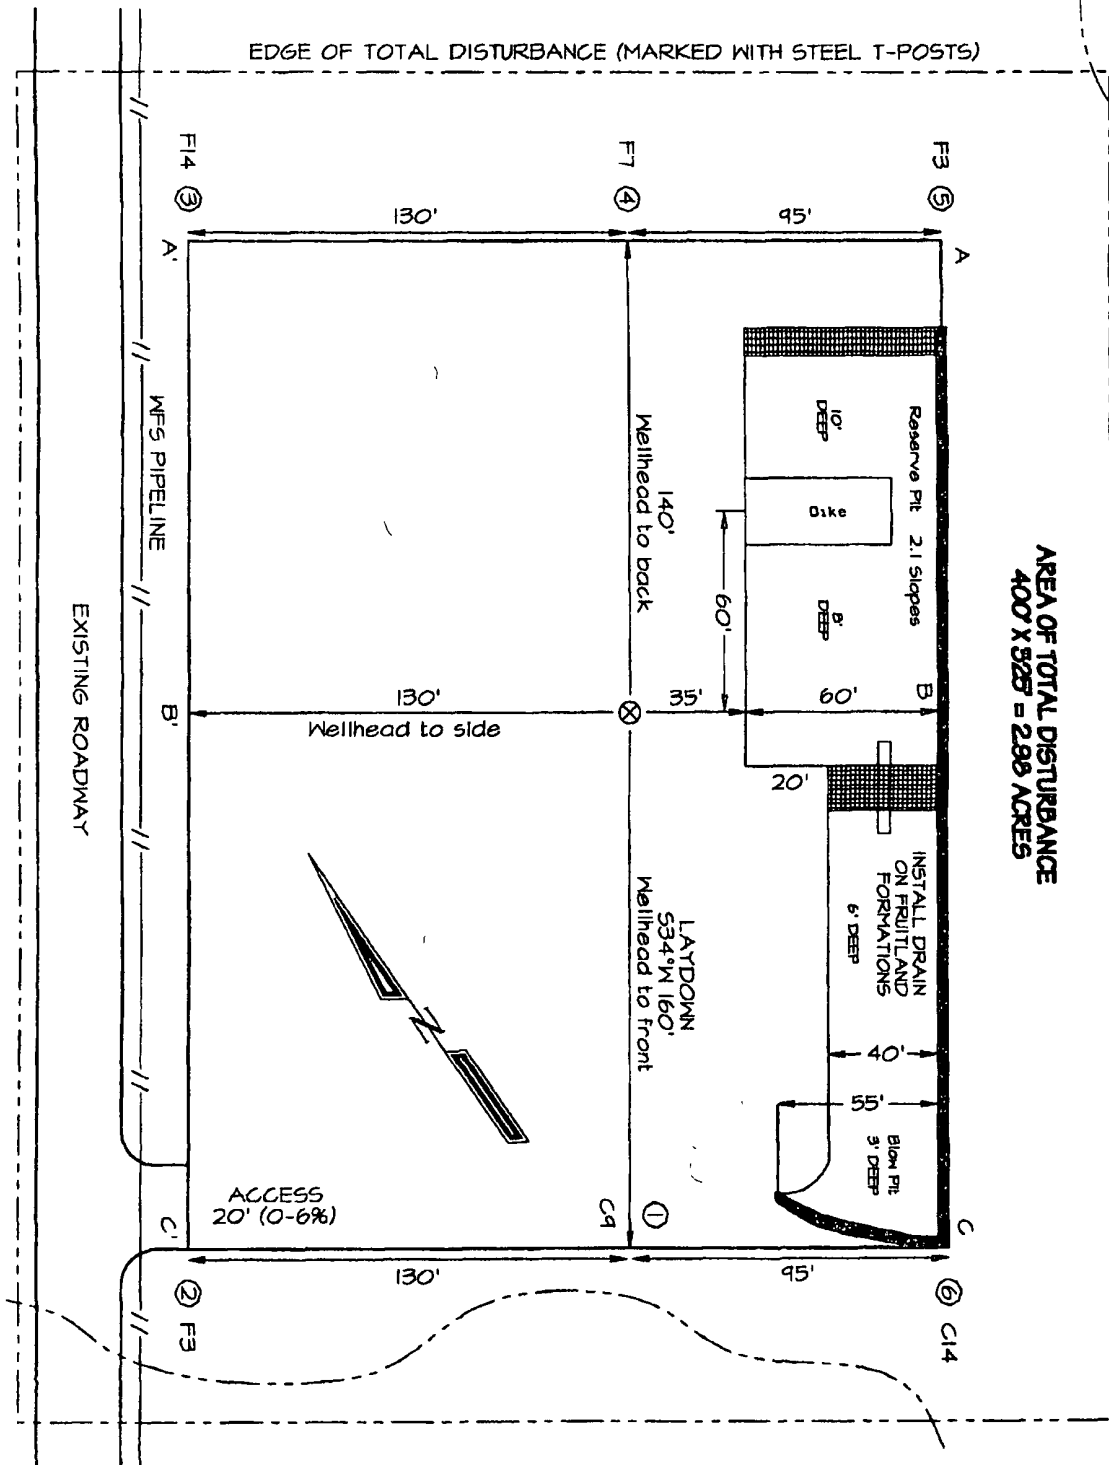 EDGE OF TOTAL DISTURBANCE (MARKED WITH STEEL T-POSTS)
F14 ③
F7 ④
F3 ⑤
130'
95'
A'
A
10'
DEEP
Reserve Pit 2.1 Slopes
Dike
8'
DEEP
140'
Wellhead to back
60'
WFS PIPELINE
EXISTING ROADWAY
AREA OF TOTAL DISTURBANCE
400' X 325' = 2.98 ACRES
B'
130'
Wellhead to side
35'
60'
B
20'
INSTALL DRAIN
ON FRUITLAND
FORMATIONS
6' DEEP
LAYDOWN
S34°W 160'
Wellhead to front
40'
55'
Blow Pit
3' DEEP
ACCESS
20' (0-6%)
C'
C9
①
C
130'
95'
② F3
⑥ C14